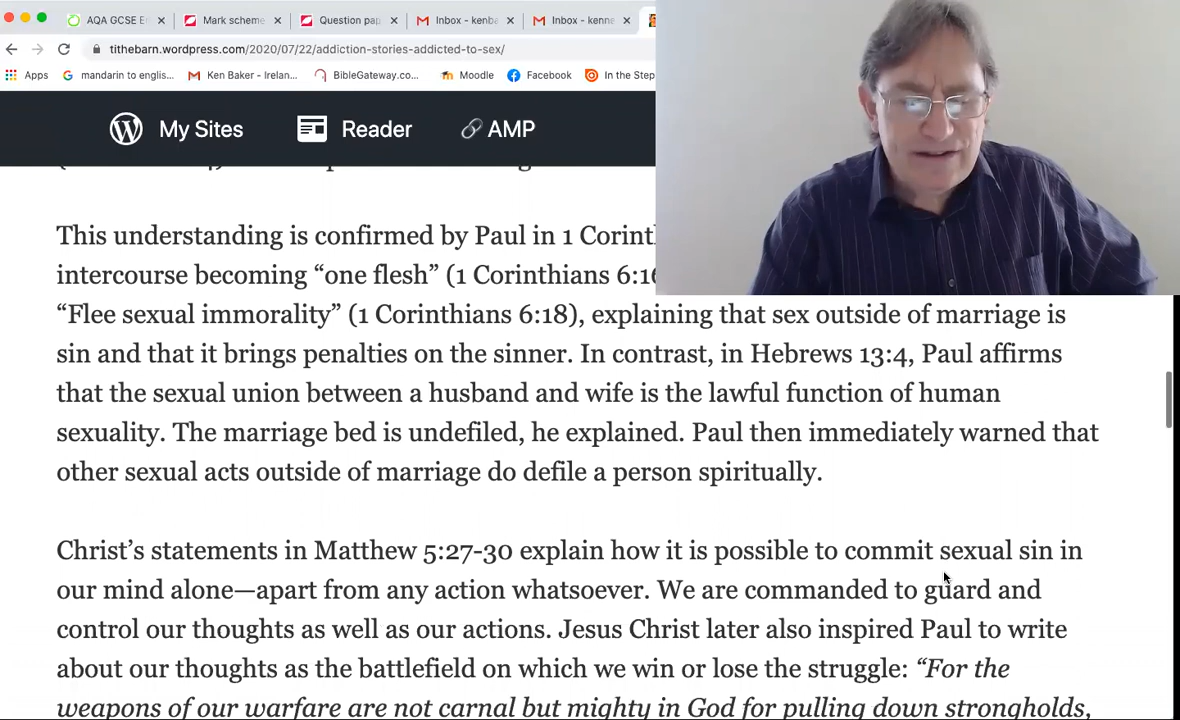 AQA GCSE B
Mark scheme
Question pap
Inbox - kenba
Inbox - kenne
tithebarn.wordpress.com/2020/07/22/addiction-stories-addicted-to-sex/
Apps
mandarin to englis...
Ken Baker - Irelan...
BibleGateway.co...
Moodle
Facebook
In the Step
My Sites
Reader
AMP
This understanding is confirmed by Paul in 1 Corint
intercourse becoming “one flesh” (1 Corinthians 6:16
“Flee sexual immorality” (1 Corinthians 6:18), explaining that sex outside of marriage is
sin and that it brings penalties on the sinner. In contrast, in Hebrews 13:4, Paul affirms
that the sexual union between a husband and wife is the lawful function of human
sexuality. The marriage bed is undefiled, he explained. Paul then immediately warned that
other sexual acts outside of marriage do defile a person spiritually.
Christ’s statements in Matthew 5:27-30 explain how it is possible to commit sexual sin in
our mind alone—apart from any action whatsoever. We are commanded to guard and
control our thoughts as well as our actions. Jesus Christ later also inspired Paul to write
about our thoughts as the battlefield on which we win or lose the struggle: “For the
weapons of our warfare are not carnal but mighty in God for pulling down strongholds,